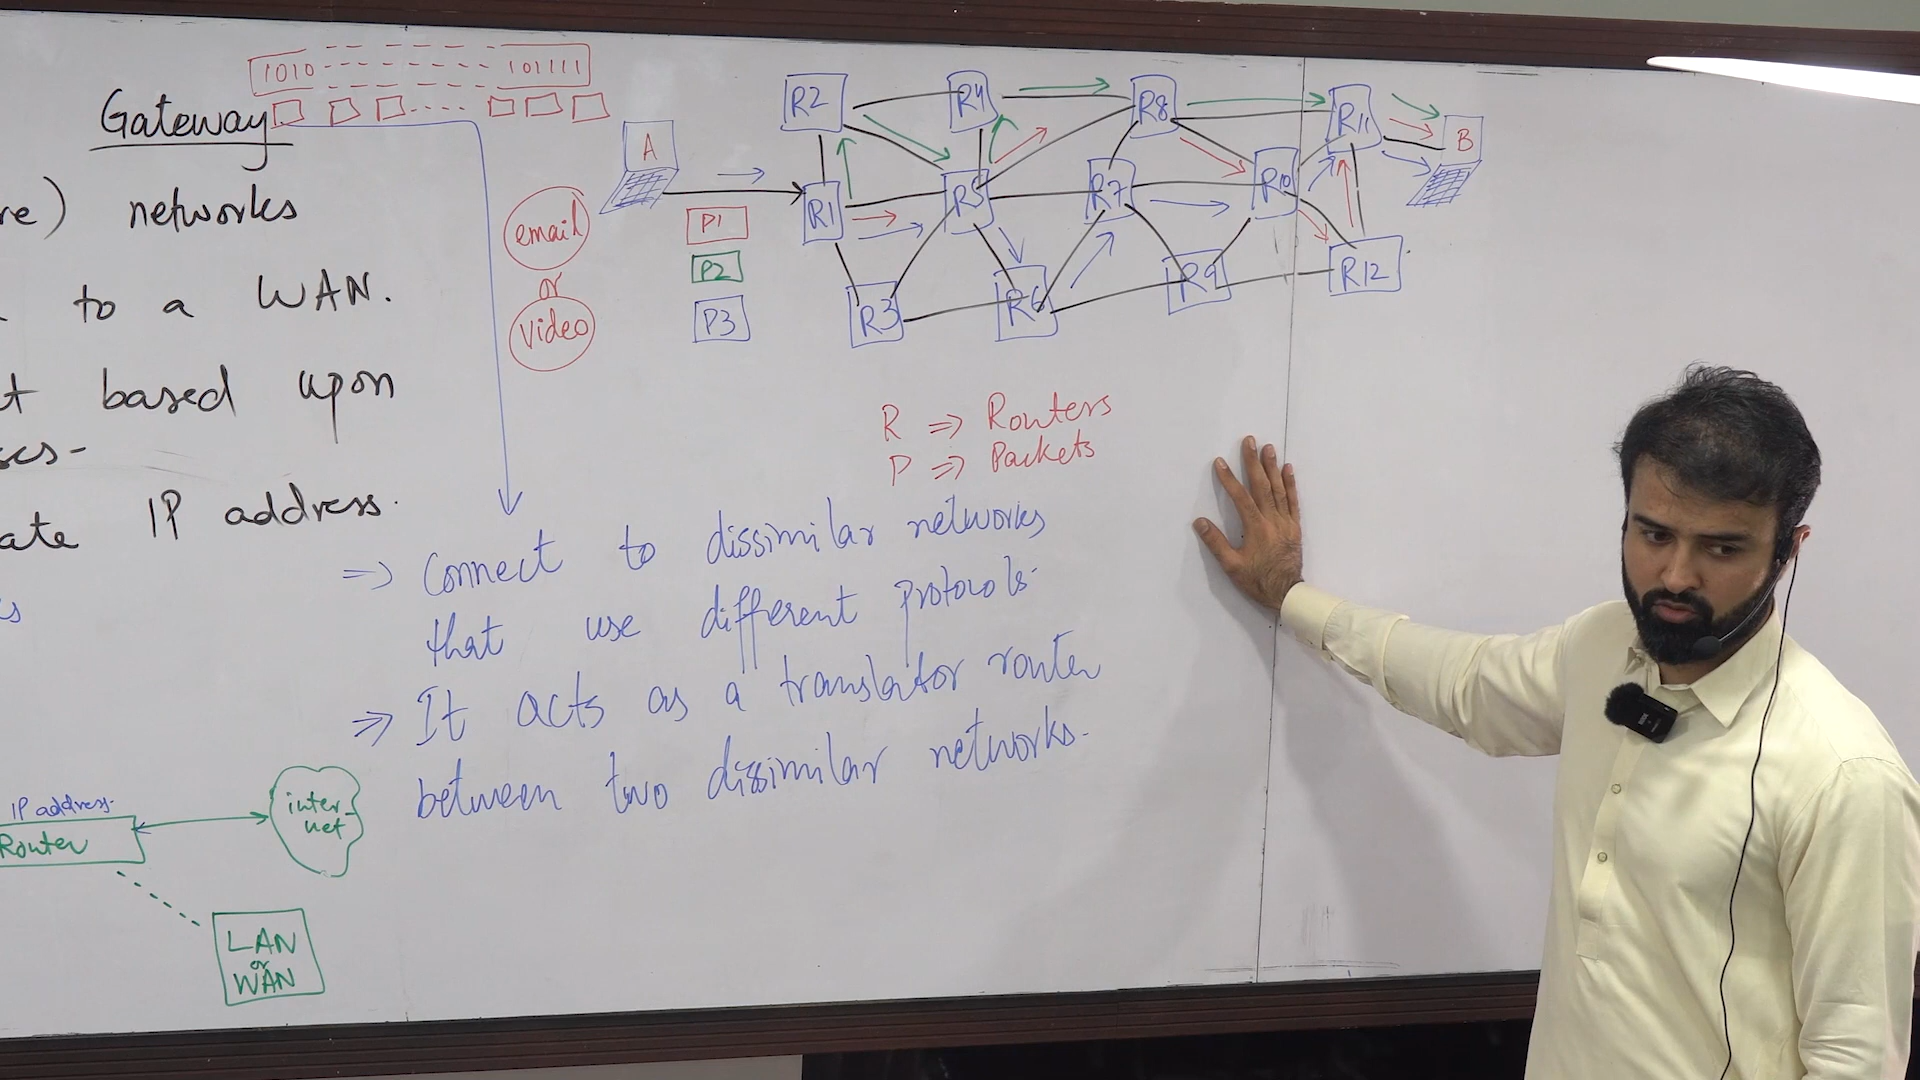 1010 - - - - - - - 101111
Gateway
re) networks
to a WAN.
t based upon
ses-
ate IP address.
s
email
or
Video
A
P1
P2
P3
R2
R4
R8
R11
B
R1
R5
R7
R10
R3
R6
R9
R12
R => Routers
P => Packets
=> Connect to dissimilar networks
that use different protocols.
=> It acts as a translator router
between two dissimilar networks.
IP address.
Router
inter-
net
LAN
or
WAN